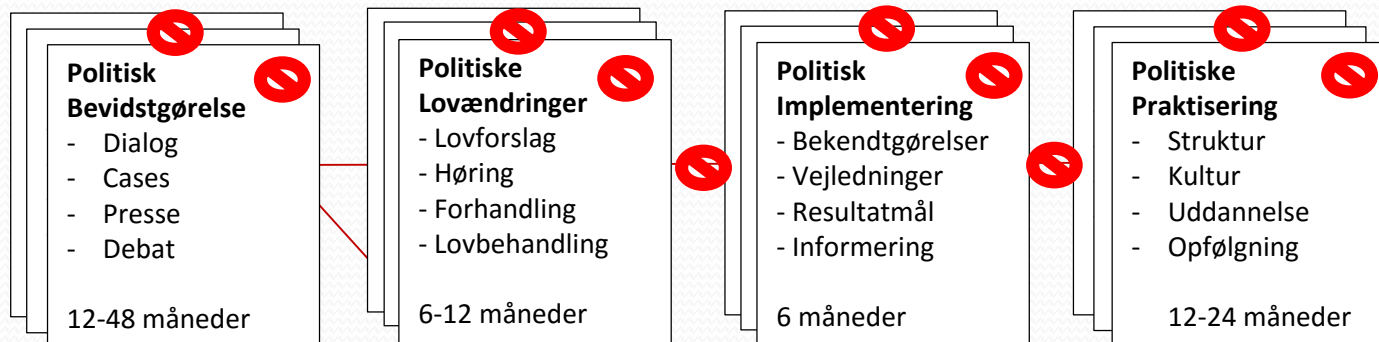 Politisk
Bevidstgørelse
- Dialog
- Cases
- Presse
- Debat
12-48 måneder
Politiske
Lovændringer
- Lovforslag
- Høring
- Forhandling
- Lovbehandling
6-12 måneder
Politisk
Implementering
- Bekendtgørelser
- Vejledninger
- Resultatmål
- Informering
6 måneder
Politiske
Praktisering
- Struktur
- Kultur
- Uddannelse
- Opfølgning
12-24 måneder